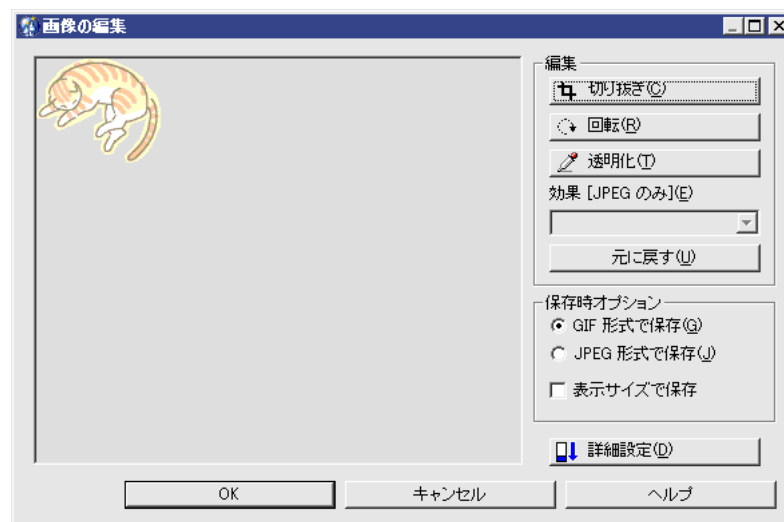 画像の編集
編集
切り抜き(C)
回転(R)
透明化(T)
効果 [JPEG のみ](E)
元に戻す(U)
保存時オプション
GIF 形式で保存(G)
JPEG 形式で保存(J)
表示サイズで保存
詳細設定(D)
OK
キャンセル
ヘルプ